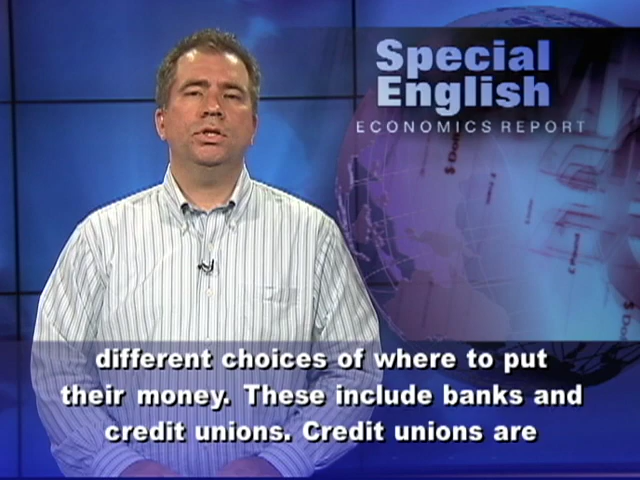 Special
English
ECONOMICS REPORT
different choices of where to put
their money. These include banks and
credit unions. Credit unions are